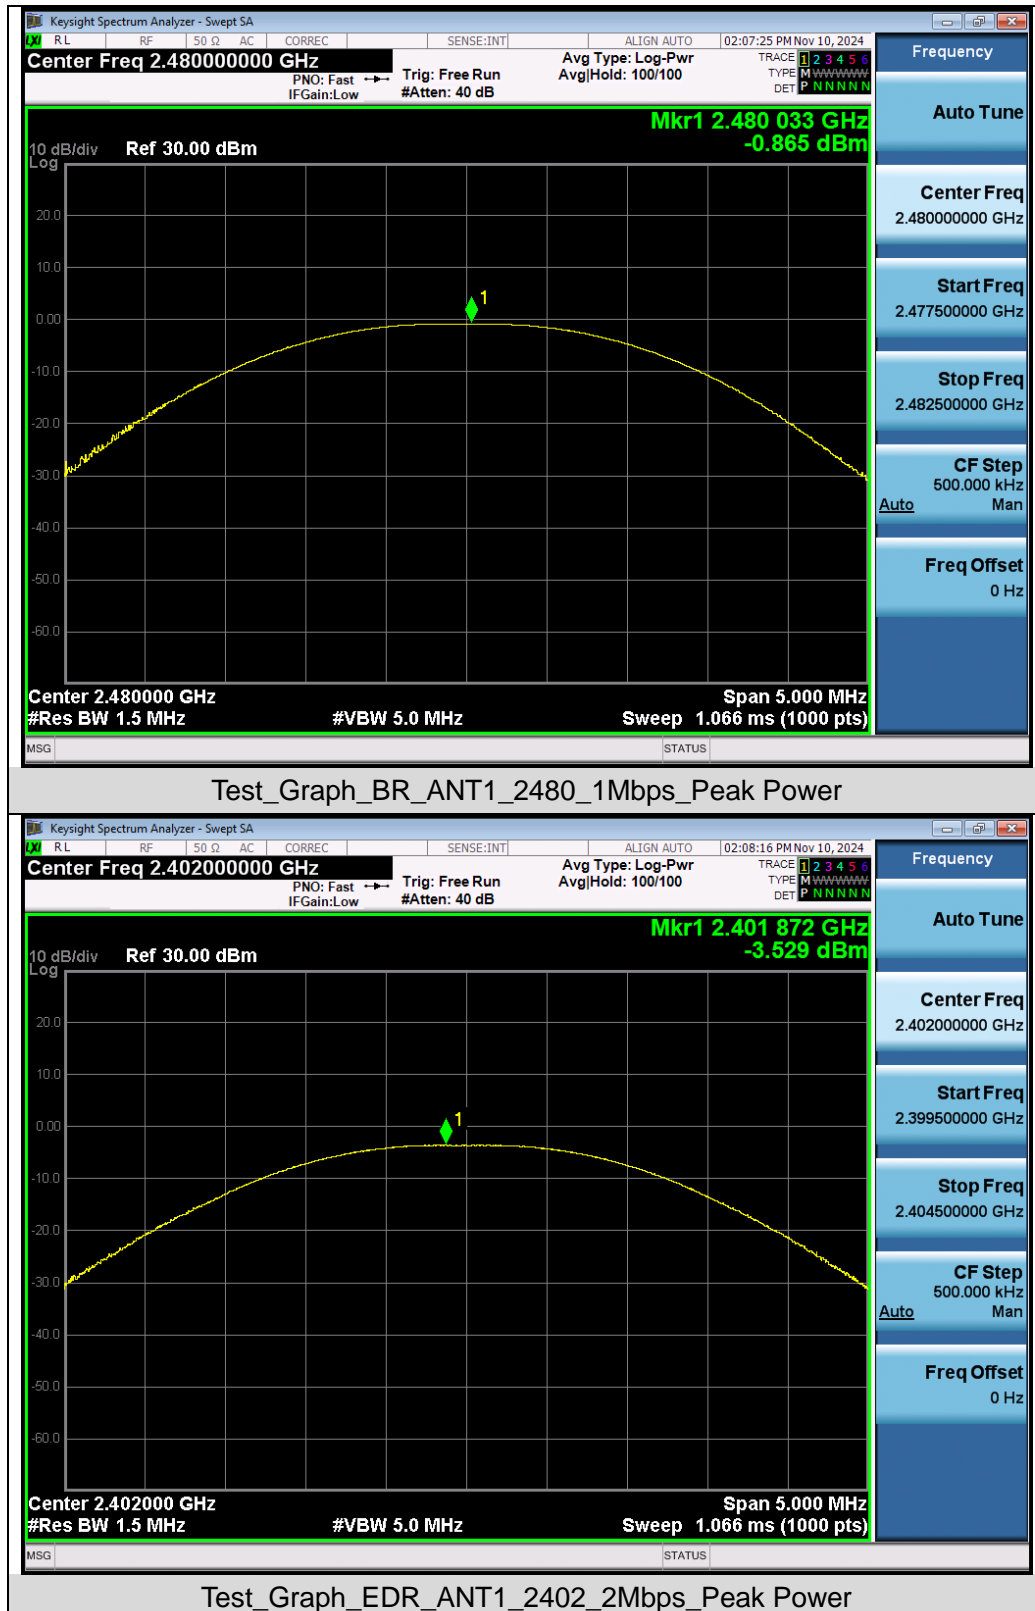 Keysight Spectrum Analyzer - Swept SA
LXI RL RF 50 Ω AC CORREC SENSE:INT ALIGN AUTO 02:07:25 PM Nov 10, 2024
Center Freq 2.480000000 GHz
PNO: Fast
IFGain:Low
Trig: Free Run
#Atten: 40 dB
Avg Type: Log-Pwr
Avg|Hold: 100/100
TRACE 1 2 3 4 5 6
TYPE M W W W W W
DET P N N N N N
Mkr1 2.480 033 GHz
-0.865 dBm
10 dB/div Ref 30.00 dBm
Log
20.0
10.0
1
0.00
-10.0
-20.0
-30.0
-40.0
-50.0
-60.0
Center 2.480000 GHz Span 5.000 MHz
#Res BW 1.5 MHz #VBW 5.0 MHz Sweep 1.066 ms (1000 pts)
MSG STATUS
Frequency
Auto Tune
Center Freq
2.480000000 GHz
Start Freq
2.477500000 GHz
Stop Freq
2.482500000 GHz
CF Step
500.000 kHz
Auto Man
Freq Offset
0 Hz
Test_Graph_BR_ANT1_2480_1Mbps_Peak Power
Keysight Spectrum Analyzer - Swept SA
LXI RL RF 50 Ω AC CORREC SENSE:INT ALIGN AUTO 02:08:16 PM Nov 10, 2024
Center Freq 2.402000000 GHz
PNO: Fast
IFGain:Low
Trig: Free Run
#Atten: 40 dB
Avg Type: Log-Pwr
Avg|Hold: 100/100
TRACE 1 2 3 4 5 6
TYPE M W W W W W
DET P N N N N N
Mkr1 2.401 872 GHz
-3.529 dBm
10 dB/div Ref 30.00 dBm
Log
20.0
10.0
0.00
1
-10.0
-20.0
-30.0
-40.0
-50.0
-60.0
Center 2.402000 GHz Span 5.000 MHz
#Res BW 1.5 MHz #VBW 5.0 MHz Sweep 1.066 ms (1000 pts)
MSG STATUS
Frequency
Auto Tune
Center Freq
2.402000000 GHz
Start Freq
2.399500000 GHz
Stop Freq
2.404500000 GHz
CF Step
500.000 kHz
Auto Man
Freq Offset
0 Hz
Test_Graph_EDR_ANT1_2402_2Mbps_Peak Power